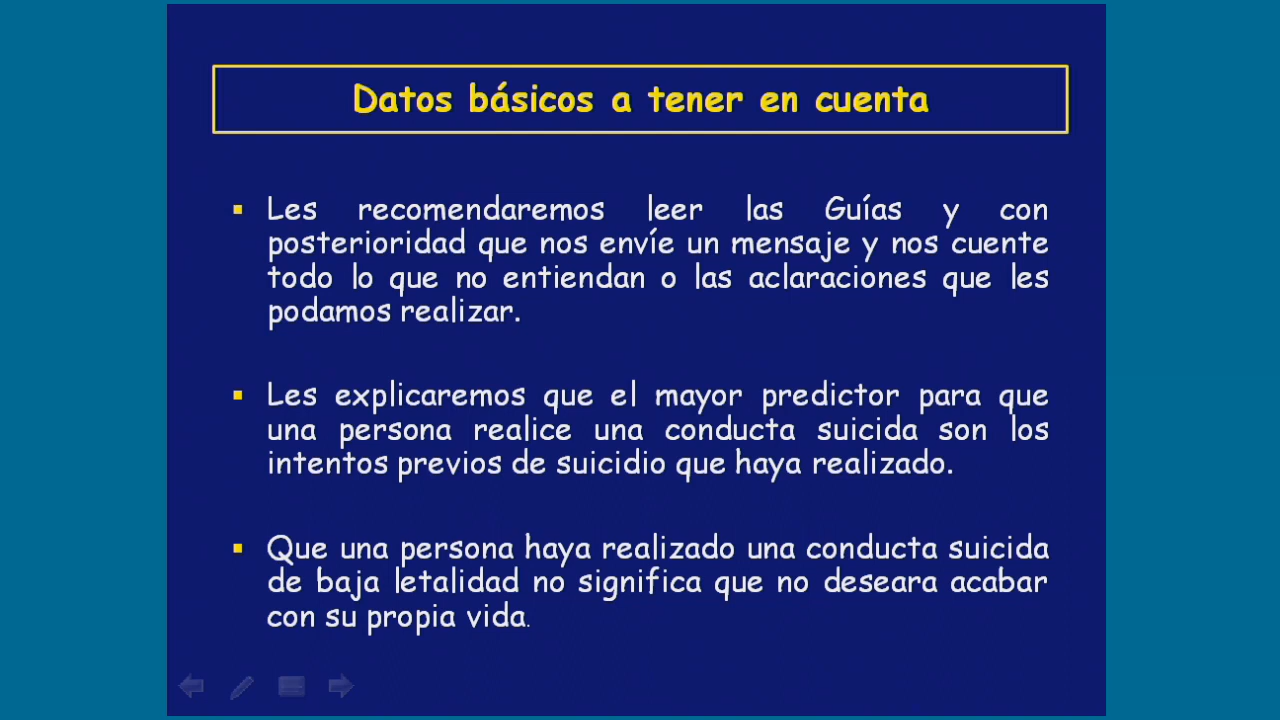 Datos básicos a tener en cuenta
▪ Les recomendaremos leer las Guías y con
posterioridad que nos envíe un mensaje y nos cuente
todo lo que no entiendan o las aclaraciones que les
podamos realizar.
▪ Les explicaremos que el mayor predictor para que
una persona realice una conducta suicida son los
intentos previos de suicidio que haya realizado.
▪ Que una persona haya realizado una conducta suicida
de baja letalidad no significa que no deseara acabar
con su propia vida.